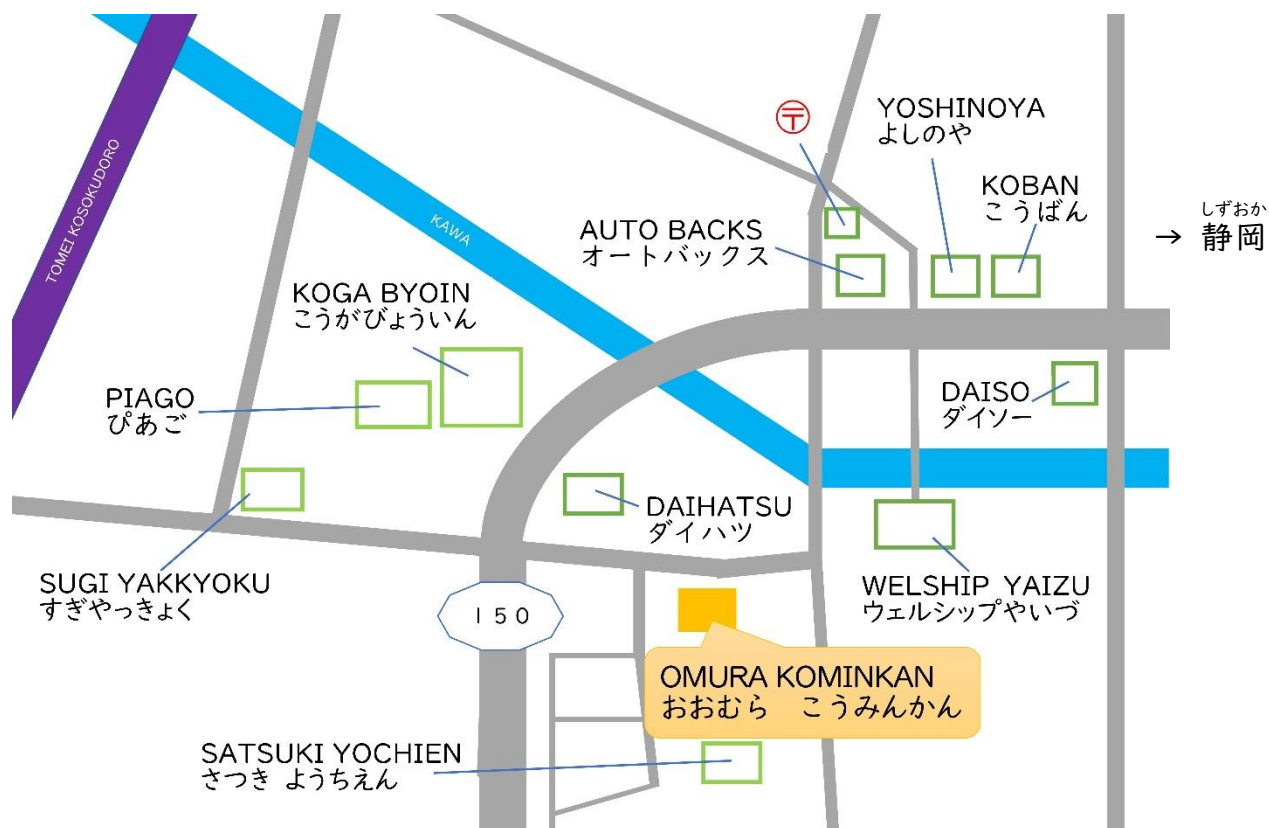 TOMEI KOSOKUDORO
KAWA
〒
YOSHINOYA
よしのや
KOBAN
こうばん
しずおか
→ 静岡
AUTO BACKS
オートバックス
KOGA BYOIN
こうがびょういん
PIAGO
ぴあご
DAISO
ダイソー
DAIHATSU
ダイハツ
SUGI YAKKYOKU
すぎやっきょく
150
WELSHIP YAIZU
ウェルシップやいづ
OMURA KOMINKAN
おおむら こうみんかん
SATSUKI YOCHIEN
さつき ようちえん